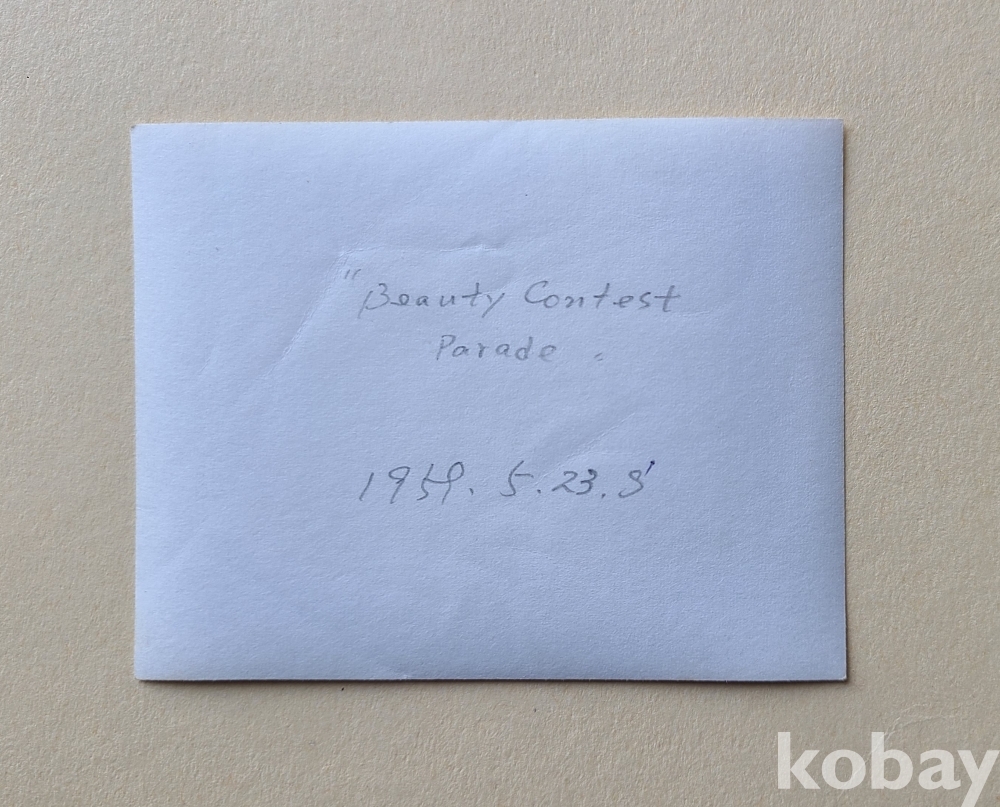 "Beauty Contest
Parade "
1959. 5. 23. S'
kobay